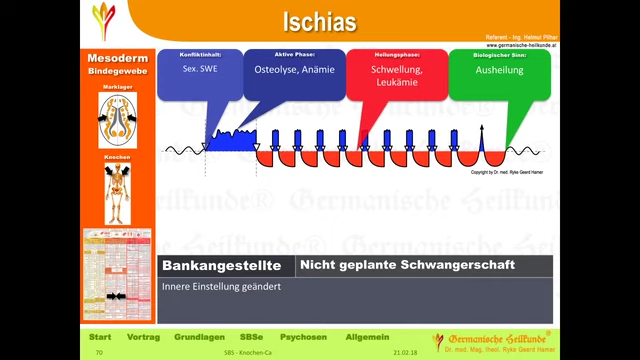 Ischias
Referent - Ing. Helmut Pilhar
www.germanische-heilkunde.at
Mesoderm
Bindegewebe
Marklager
Knochen
Konfliktinhalt:
Sex. SWE
Aktive Phase:
Osteolyse, Anämie
Heilungsphase:
Schwellung,
Leukämie
Biologischer Sinn:
Ausheilung
Copyright by Dr. med. Ryke Geerd Hamer
Germanische Heilkunde®
Bankangestellte
Nicht geplante Schwangerschaft
Innere Einstellung geändert
Start Vortrag Grundlagen SBSe Psychosen Allgemein
70 SBS - Knochen-Ca 21.02.18
Germanische Heilkunde®
Dr. med. Mag. theol. Ryke Geerd Hamer